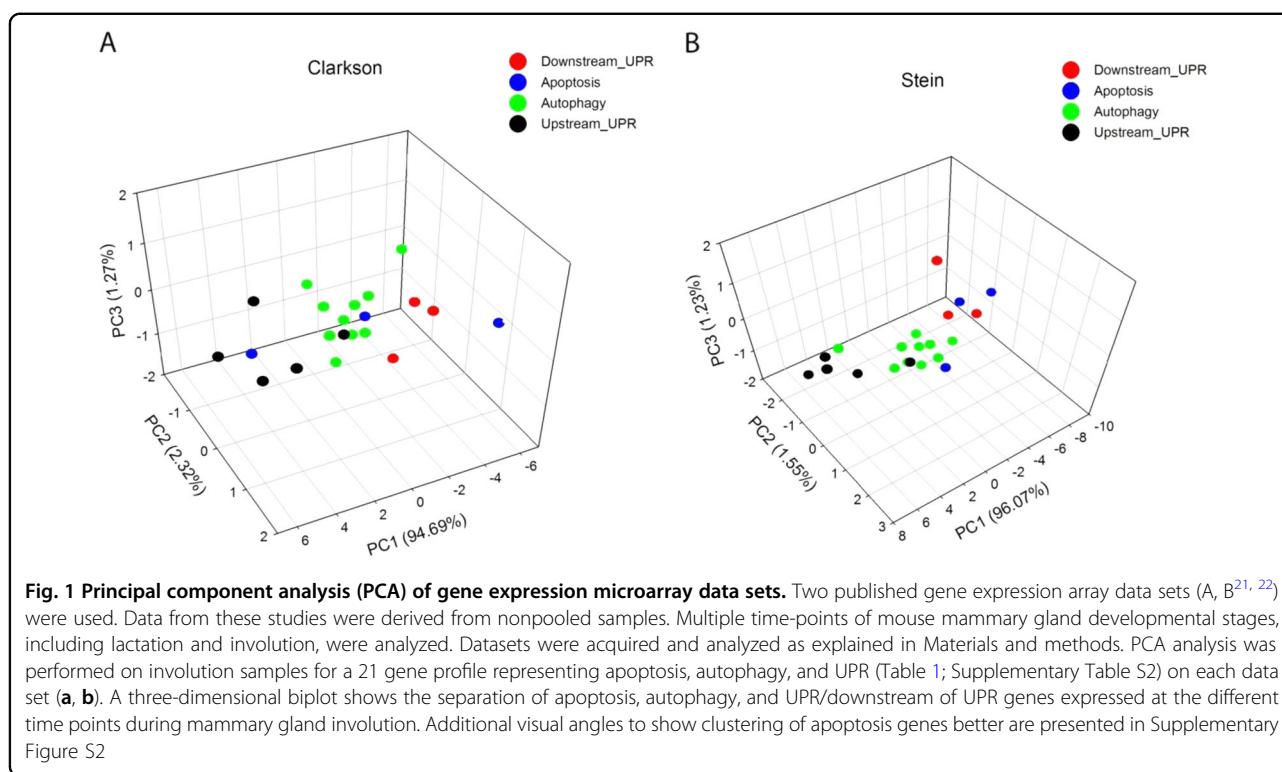 A
Clarkson
Downstream_UPR
Apoptosis
Autophagy
Upstream_UPR
2
1
0
-1
-2
PC3 (1.27%)
-1
0
1
2
PC2 (2.32%)
6
4
2
0
-2
-4
-6
PC1 (94.69%)
B
Stein
Downstream_UPR
Apoptosis
Autophagy
Upstream_UPR
2
1
0
-1
-2
PC3 (1.23%)
-2
-1
0
1
2
3
PC2 (1.55%)
8
6
4
2
0
-2
-4
-6
-8
-10
PC1 (96.07%)
Fig. 1 Principal component analysis (PCA) of gene expression microarray data sets. Two published gene expression array data sets (A, B21, 22)
were used. Data from these studies were derived from nonpooled samples. Multiple time-points of mouse mammary gland developmental stages,
including lactation and involution, were analyzed. Datasets were acquired and analyzed as explained in Materials and methods. PCA analysis was
performed on involution samples for a 21 gene profile representing apoptosis, autophagy, and UPR (Table 1; Supplementary Table S2) on each data
set (a, b). A three-dimensional biplot shows the separation of apoptosis, autophagy, and UPR/downstream of UPR genes expressed at the different
time points during mammary gland involution. Additional visual angles to show clustering of apoptosis genes better are presented in Supplementary
Figure S2